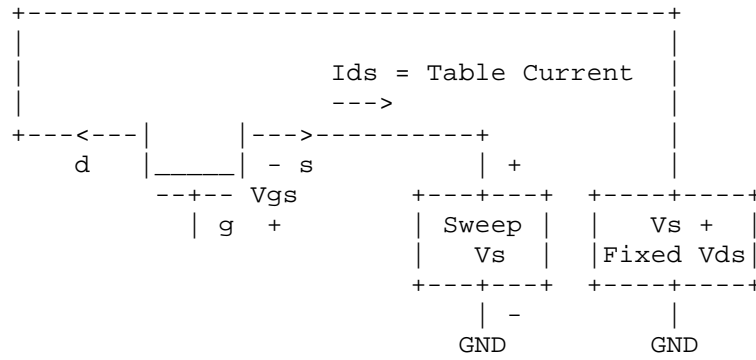 Ids = Table Current
--->
d - s
Vgs
g +
+
Sweep Vs +
Vs Fixed Vds
-
GND GND